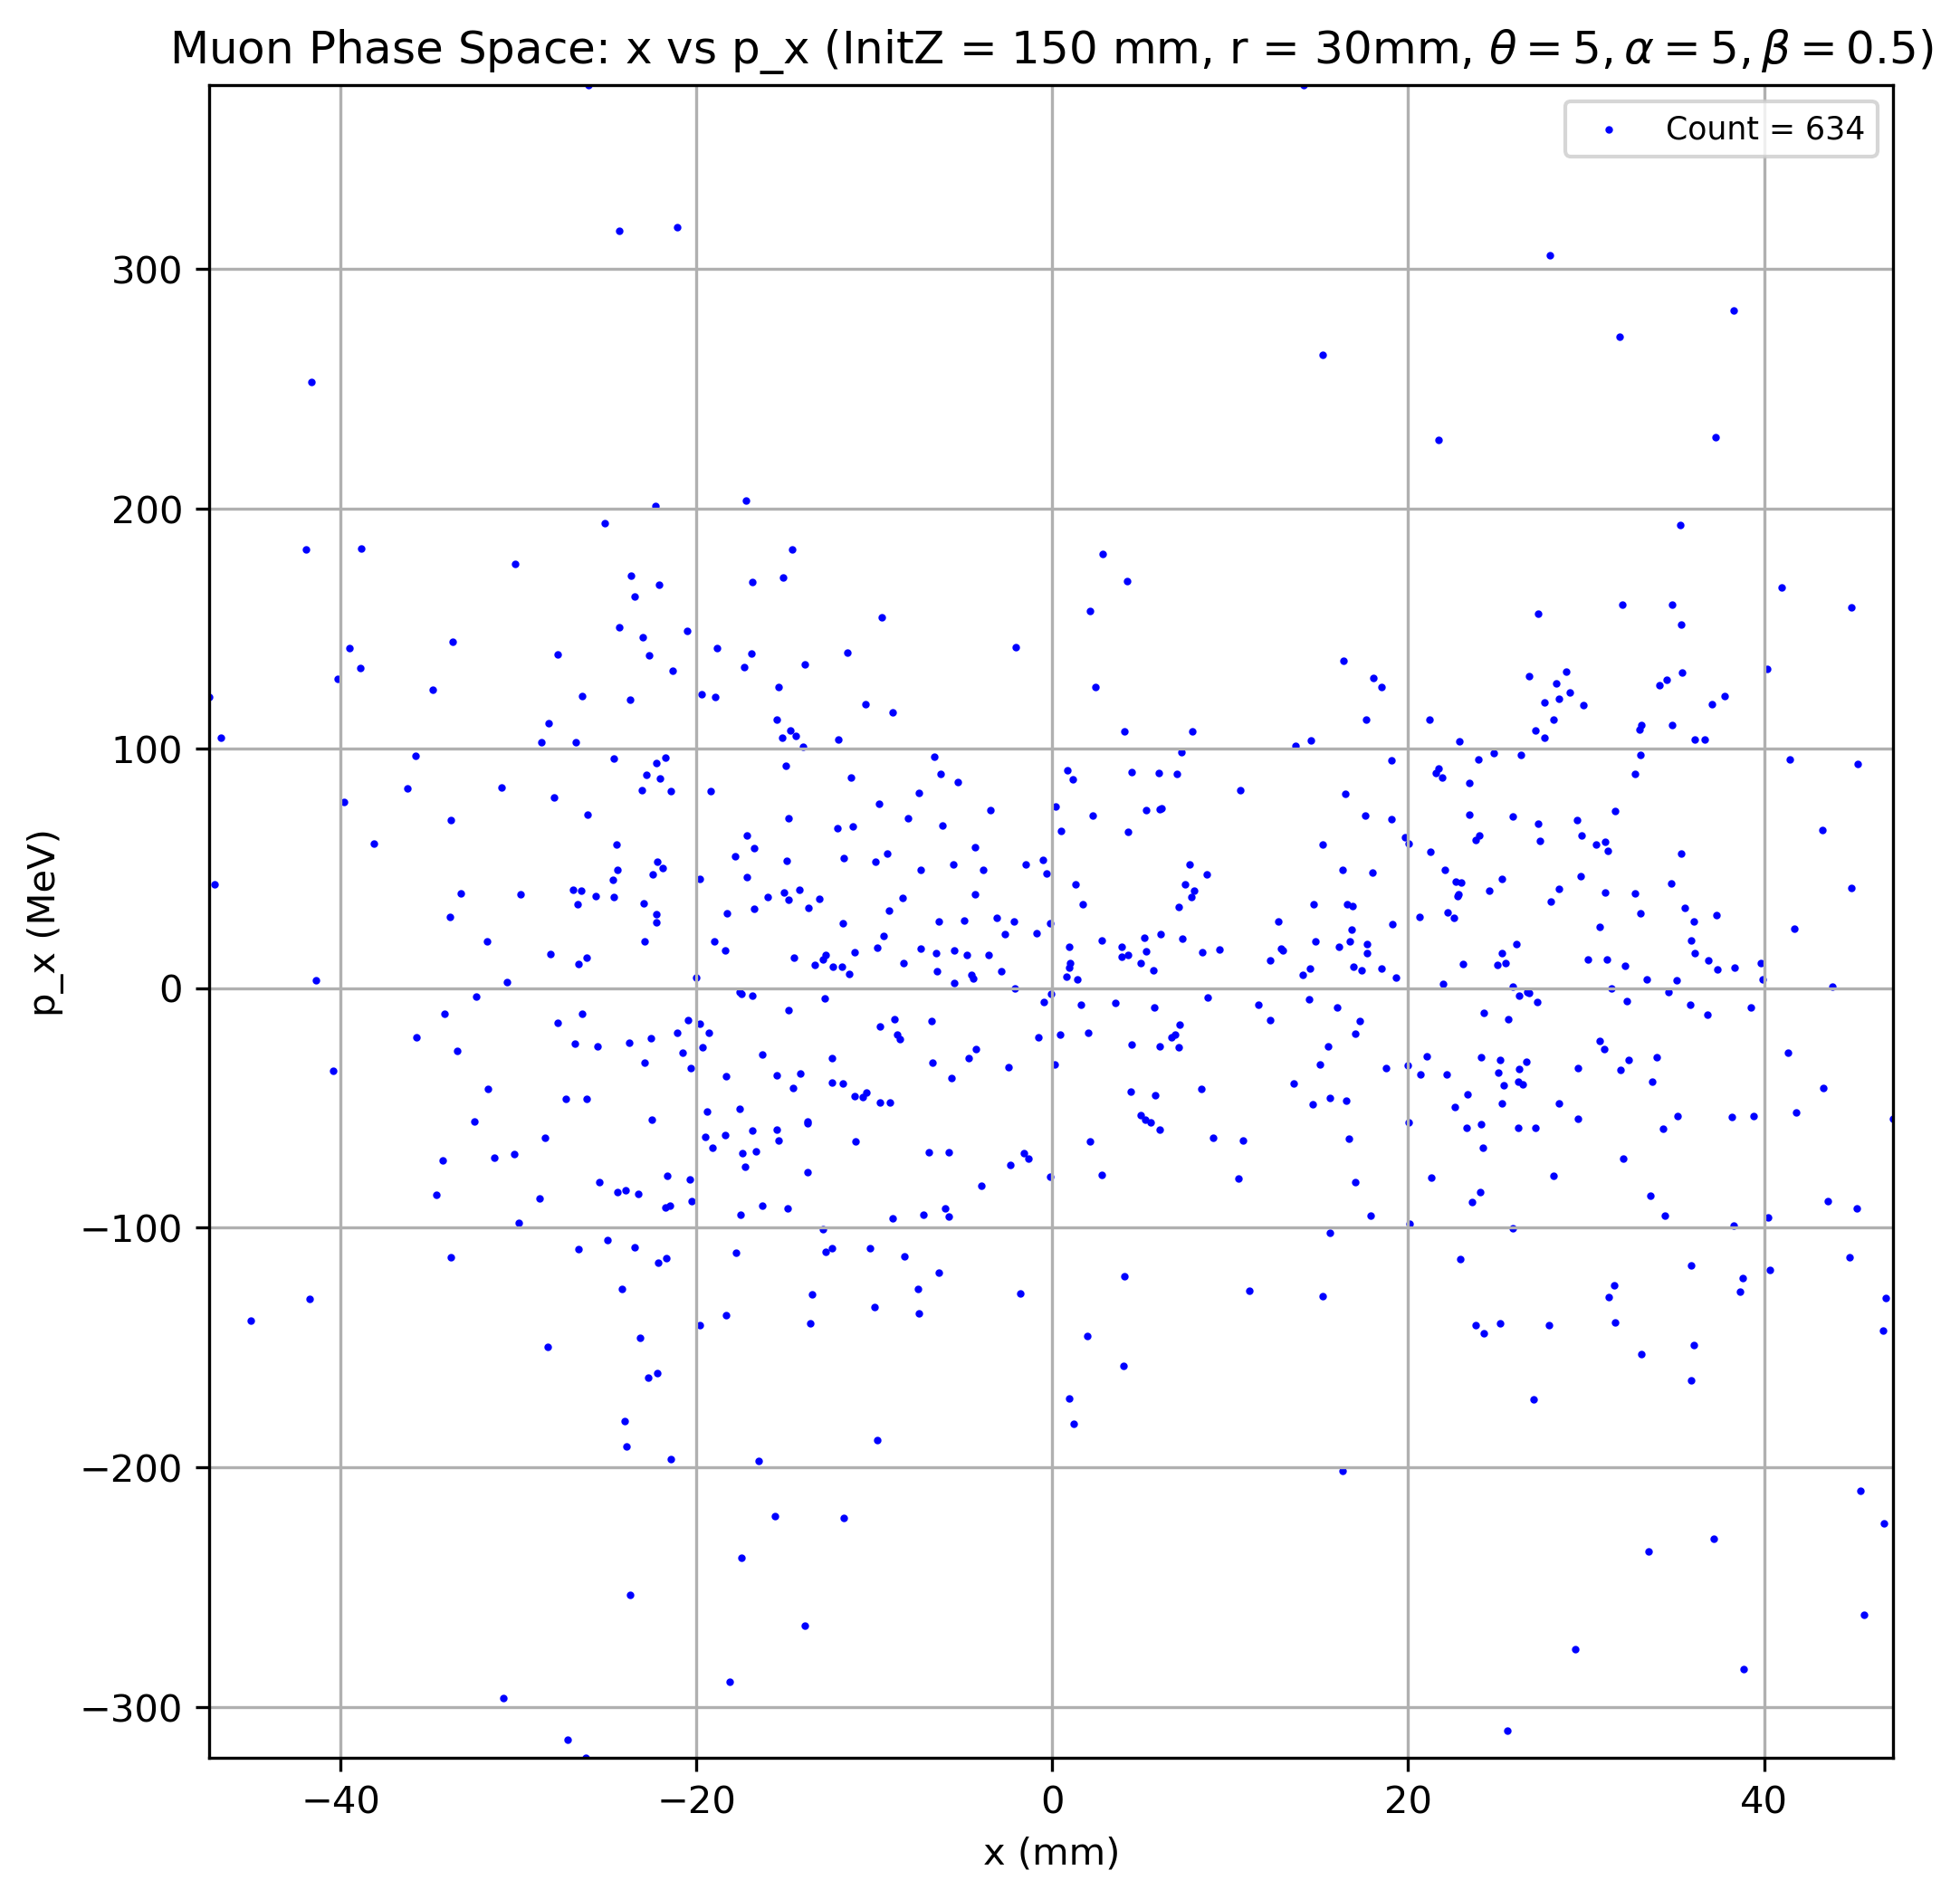 Muon Phase Space: x vs p_x (InitZ = 150 mm, r = 30mm, θ = 5, α = 5, β = 0.5)
Count = 634
300
200
100
0
−100
−200
−300
p_x (MeV)
−40 −20 0 20 40
x (mm)